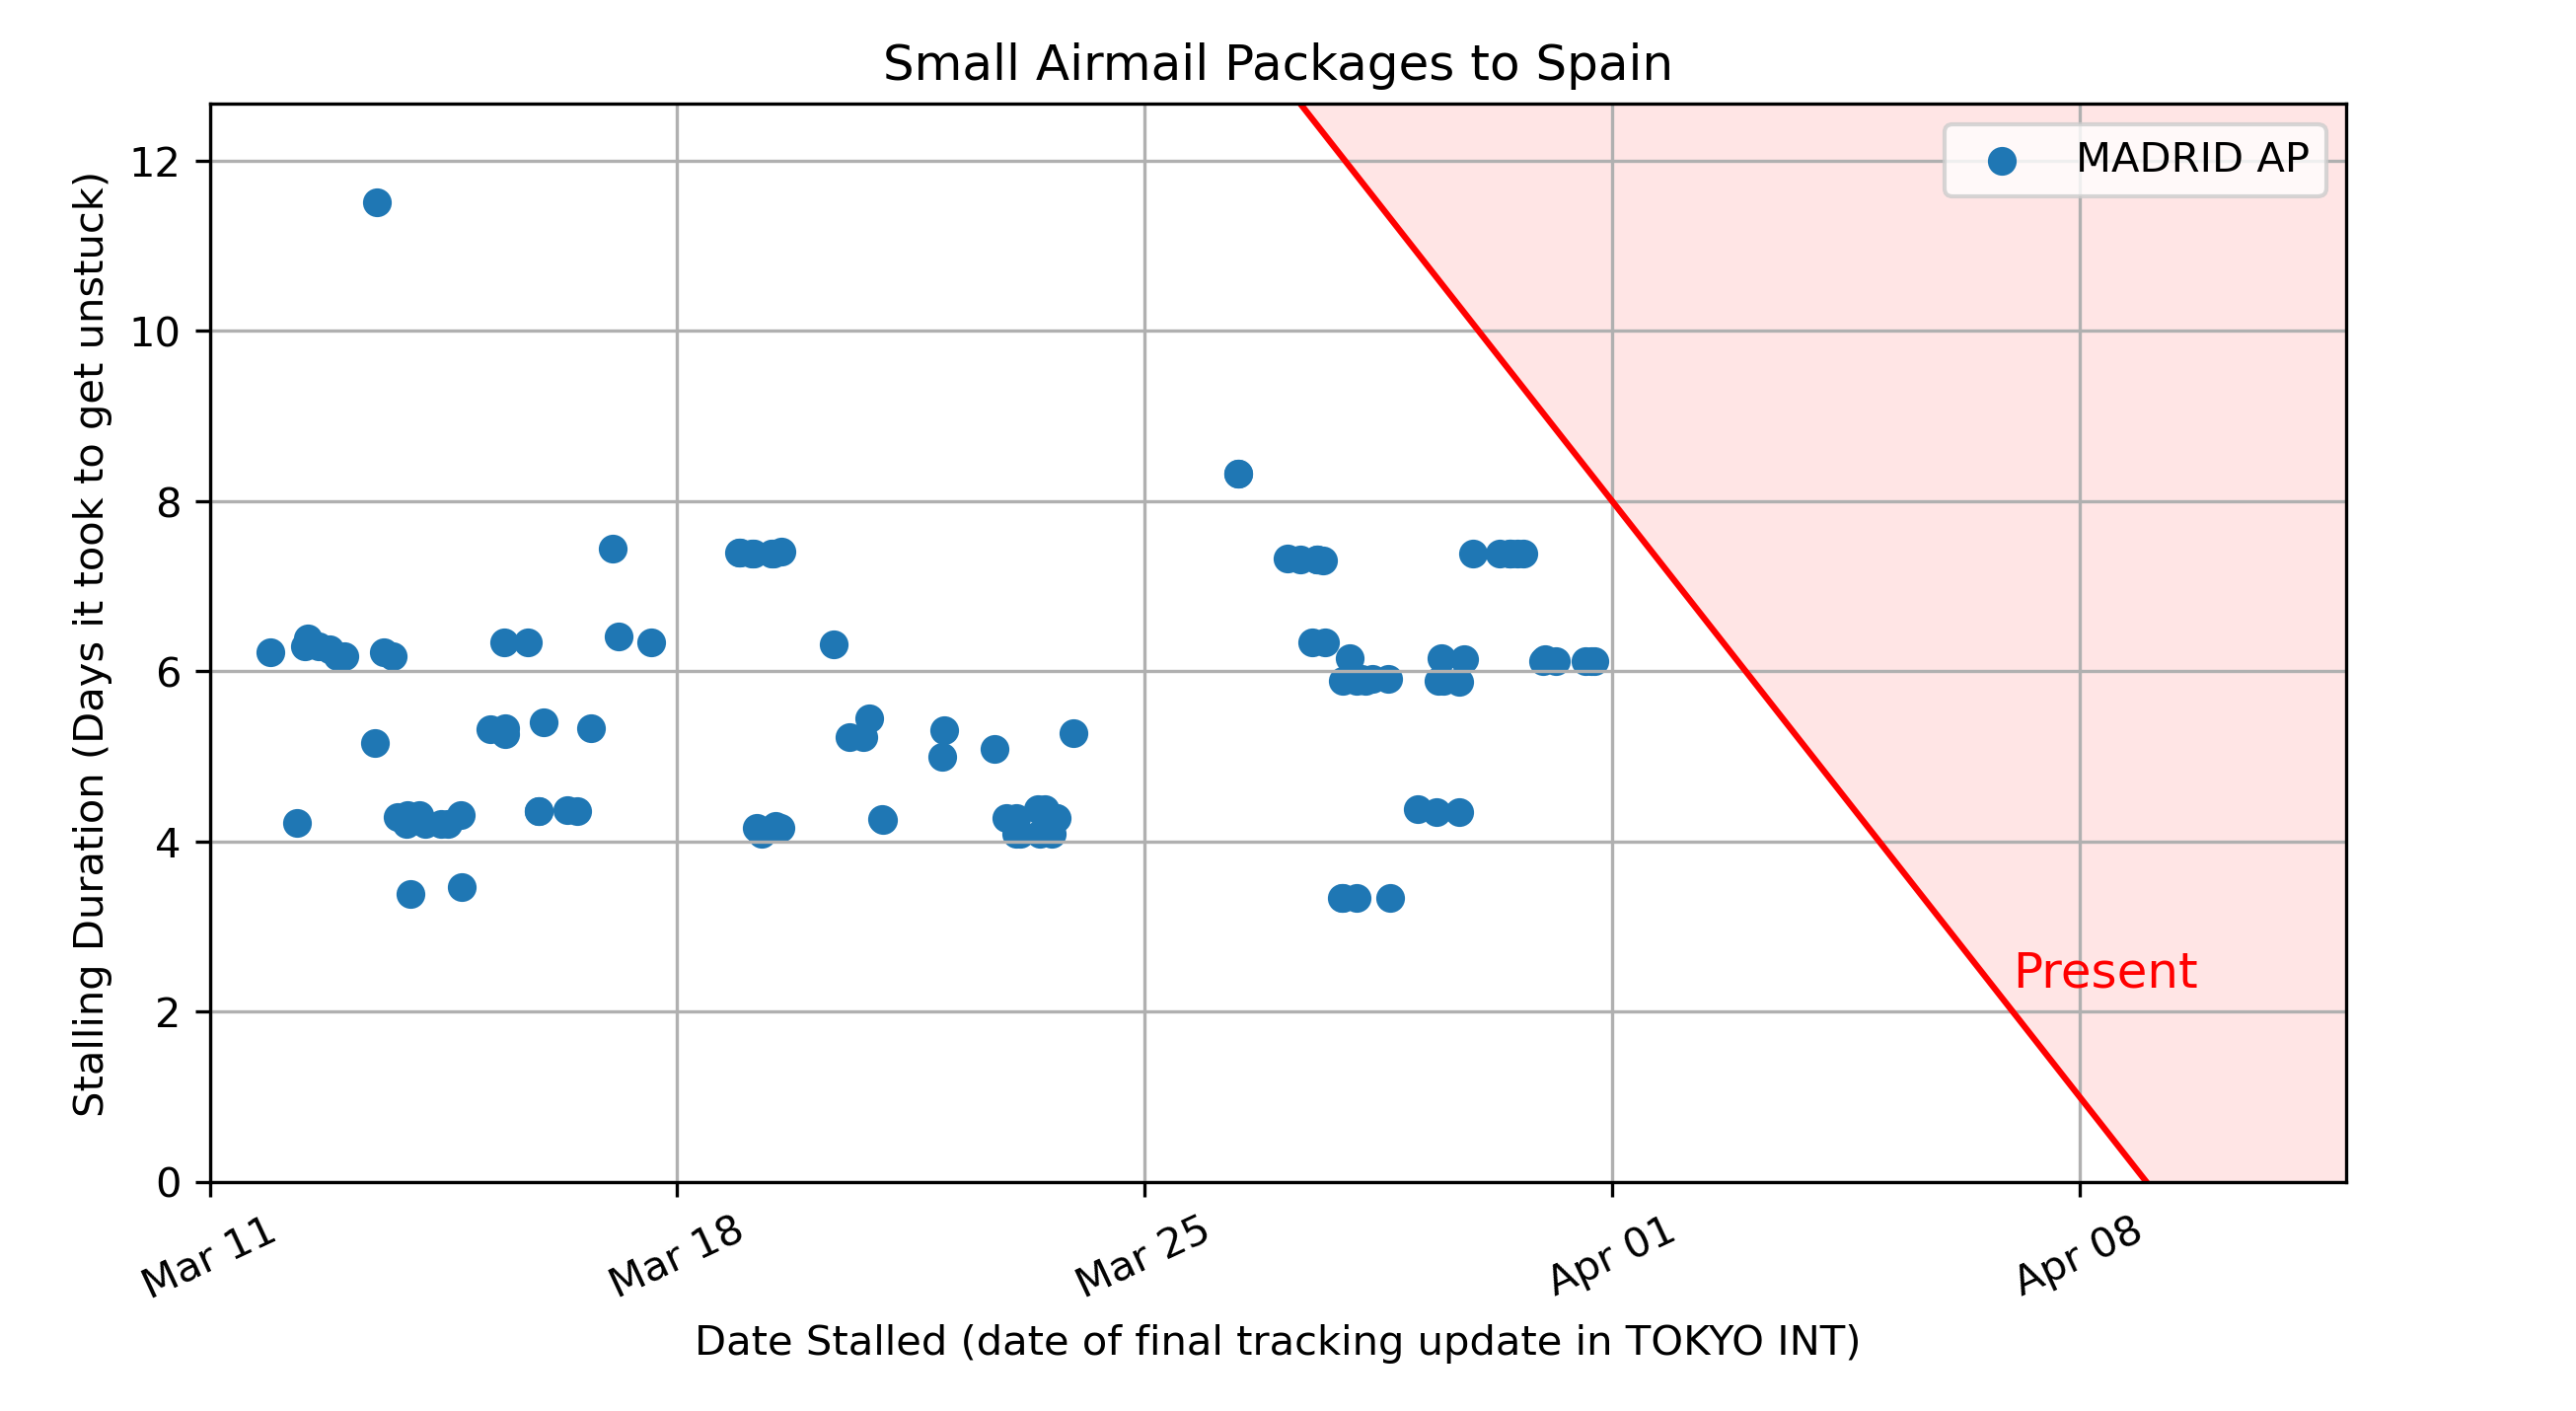 Small Airmail Packages to Spain
MADRID AP
Stalling Duration (Days it took to get unstuck)
12
10
8
6
4
2
0
Present
Mar 11
Mar 18
Mar 25
Apr 01
Apr 08
Date Stalled (date of final tracking update in TOKYO INT)